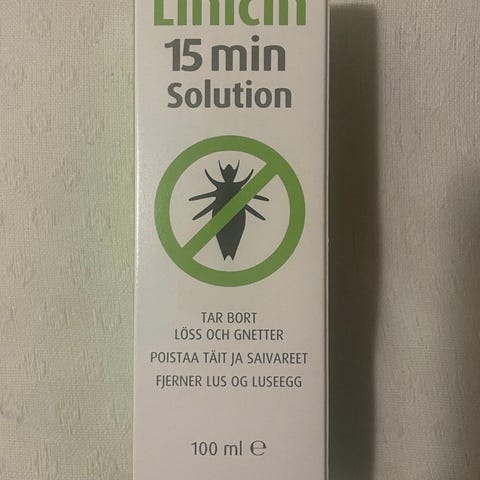 Linicin
15 min
Solution
TAR BORT
LÖSS OCH GNETTER
POISTAA TÄIT JA SAIVAREET
FJERNER LUS OG LUSEEGG
100 ml ℮